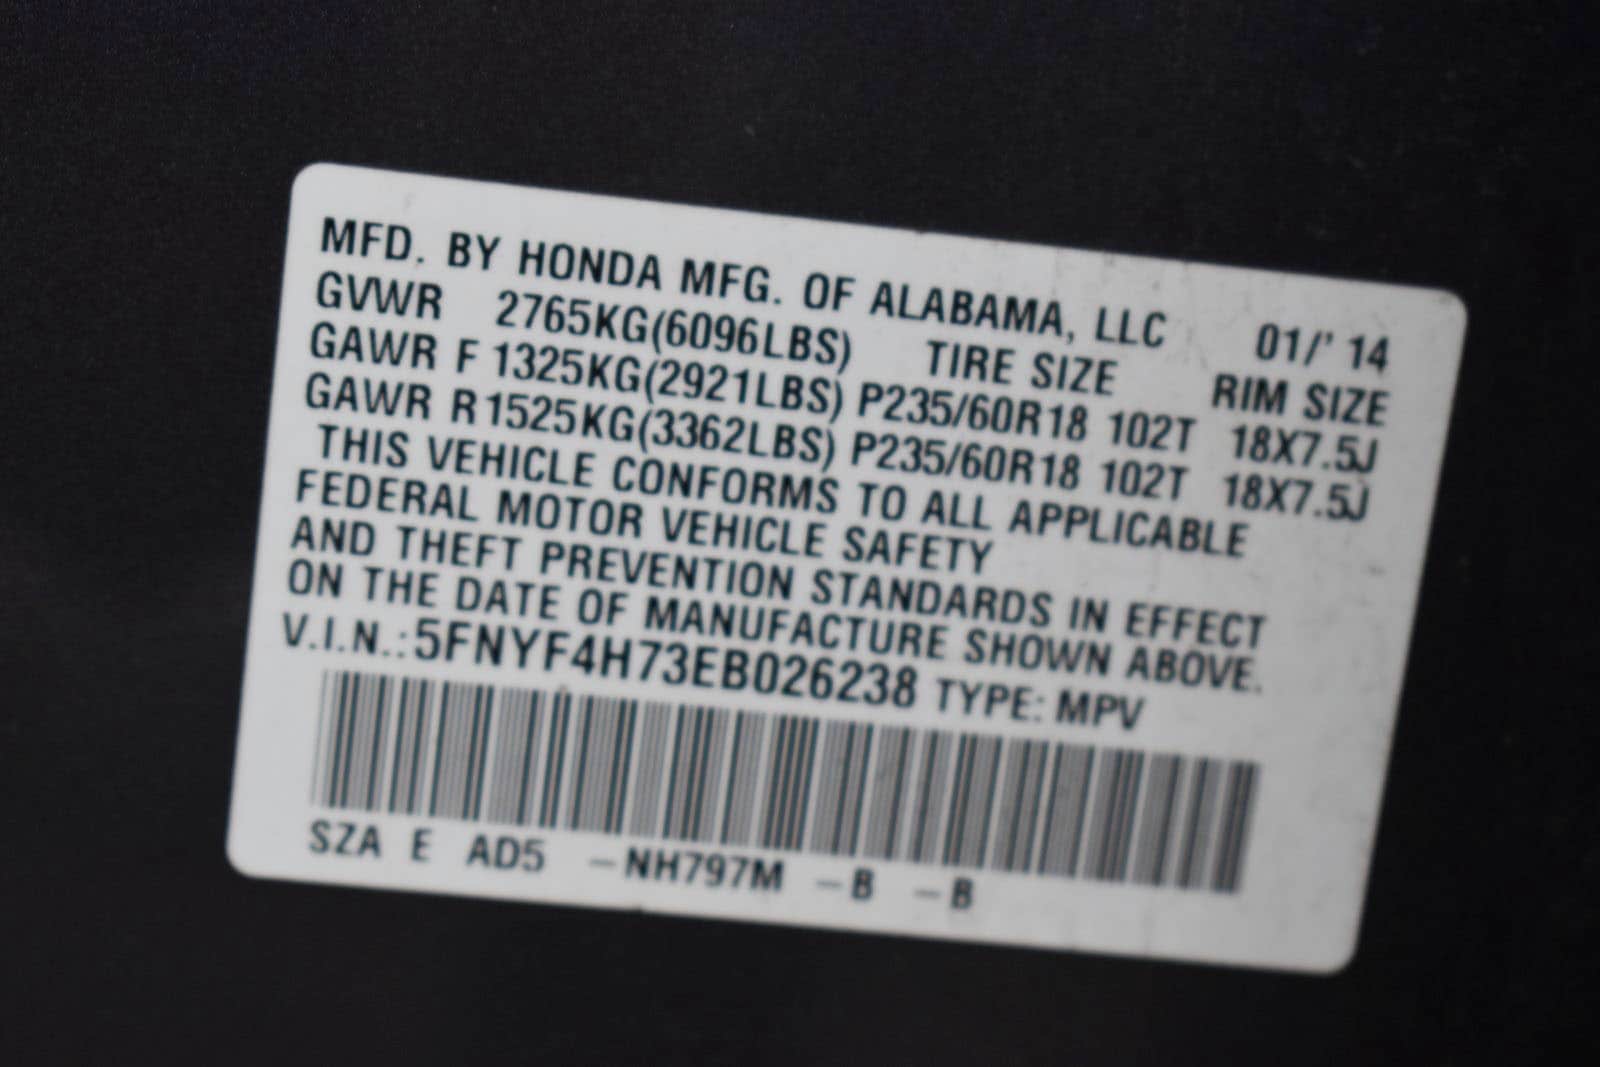 MFD. BY HONDA MFG. OF ALABAMA, LLC 01/' 14
GVWR 2765KG(6096LBS) TIRE SIZE RIM SIZE
GAWR F 1325KG(2921LBS) P235/60R18 102T 18X7.5J
GAWR R 1525KG(3362LBS) P235/60R18 102T 18X7.5J
THIS VEHICLE CONFORMS TO ALL APPLICABLE
FEDERAL MOTOR VEHICLE SAFETY
AND THEFT PREVENTION STANDARDS IN EFFECT
ON THE DATE OF MANUFACTURE SHOWN ABOVE.
V.I.N.: 5FNYF4H73EB026238 TYPE: MPV
SZA E AD5 -NH797M -B -B